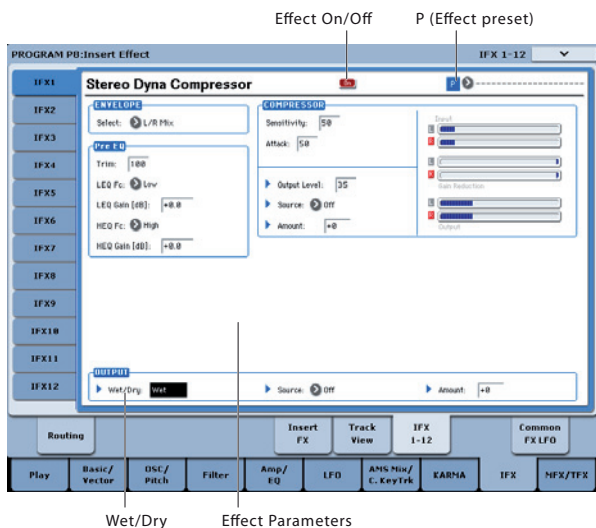 Effect On/Off P (Effect preset)
PROGRAM P8:Insert Effect IFX 1-12
IFX1 Stereo Dyna Compressor On P
IFX2 ENVELOPE COMPRESSOR
Select: L/R Mix Sensitivity: 50 Input
IFX3 Pre EQ Attack: 50
IFX4 Trim: 100
IFX5 LEQ Fc: Low Output Level: 35 Gain Reduction
LEQ Gain [dB]: +0.0 Source: Off
IFX6 HEQ Fc: High Amount: +0 Output
IFX7 HEQ Gain [dB]: +0.0
IFX8
IFX9
IFX10
IFX11
OUTPUT
IFX12 Wet/Dry: Wet Source: Off Amount: +0
Routing Insert FX Track View IFX 1-12 Common FX LFO
Play Basic/Vector OSC/Pitch Filter Amp/EQ LFO AMS Mix/C. KeyTrk KARMA IFX MFX/TFX
Wet/Dry Effect Parameters